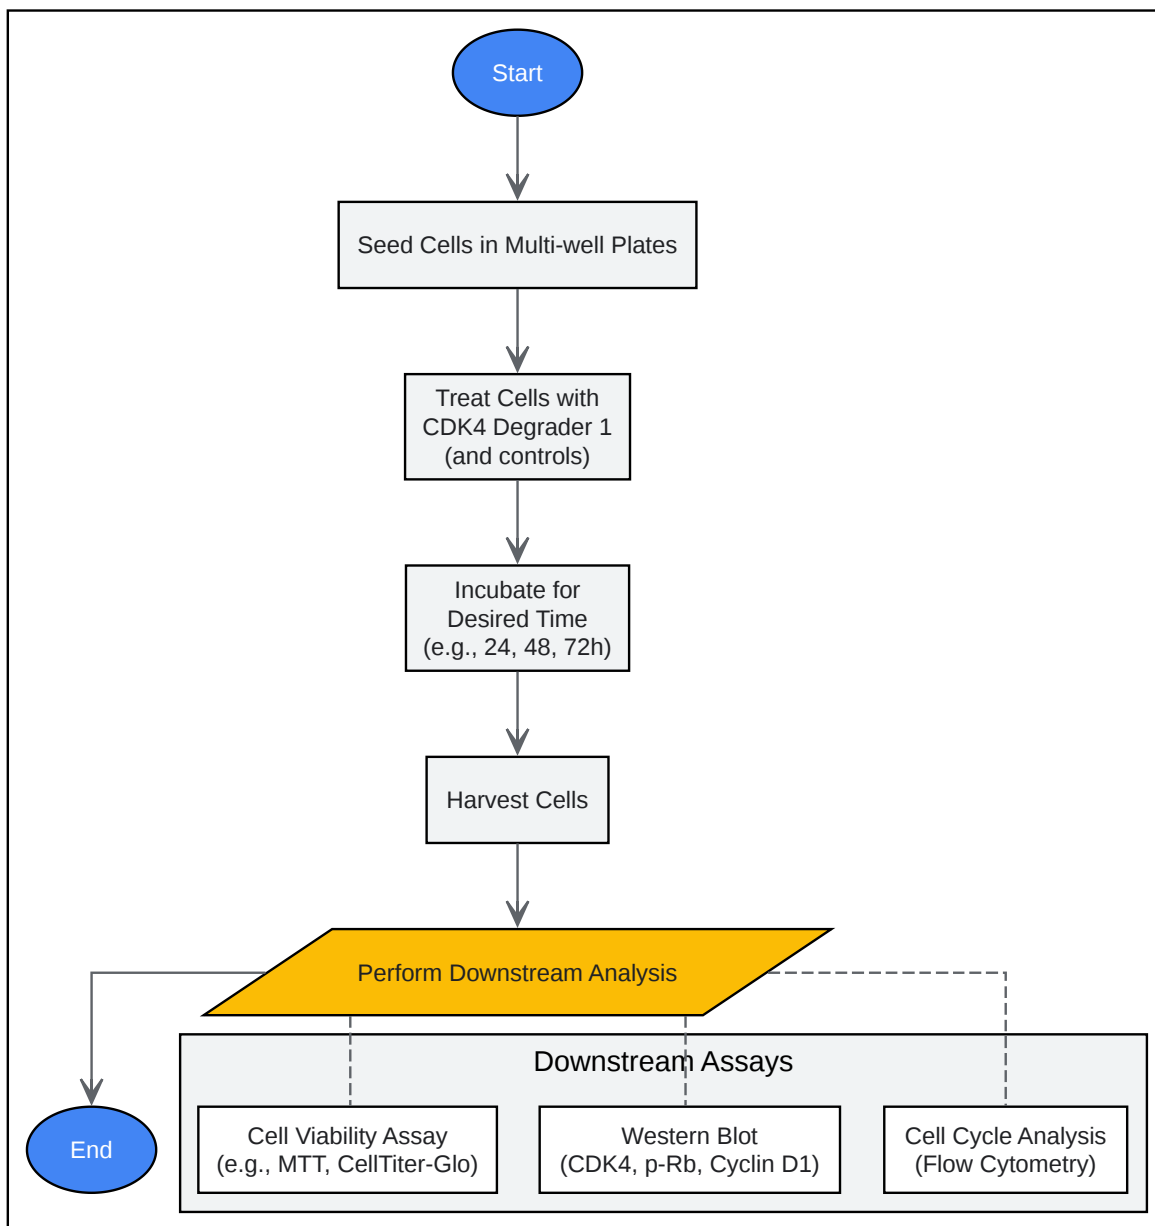 Start
Seed Cells in Multi-well Plates
Treat Cells with
CDK4 Degrader 1
(and controls)
Incubate for
Desired Time
(e.g., 24, 48, 72h)
Harvest Cells
Perform Downstream Analysis
Downstream Assays
End
Cell Viability Assay
(e.g., MTT, CellTiter-Glo)
Western Blot
(CDK4, p-Rb, Cyclin D1)
Cell Cycle Analysis
(Flow Cytometry)